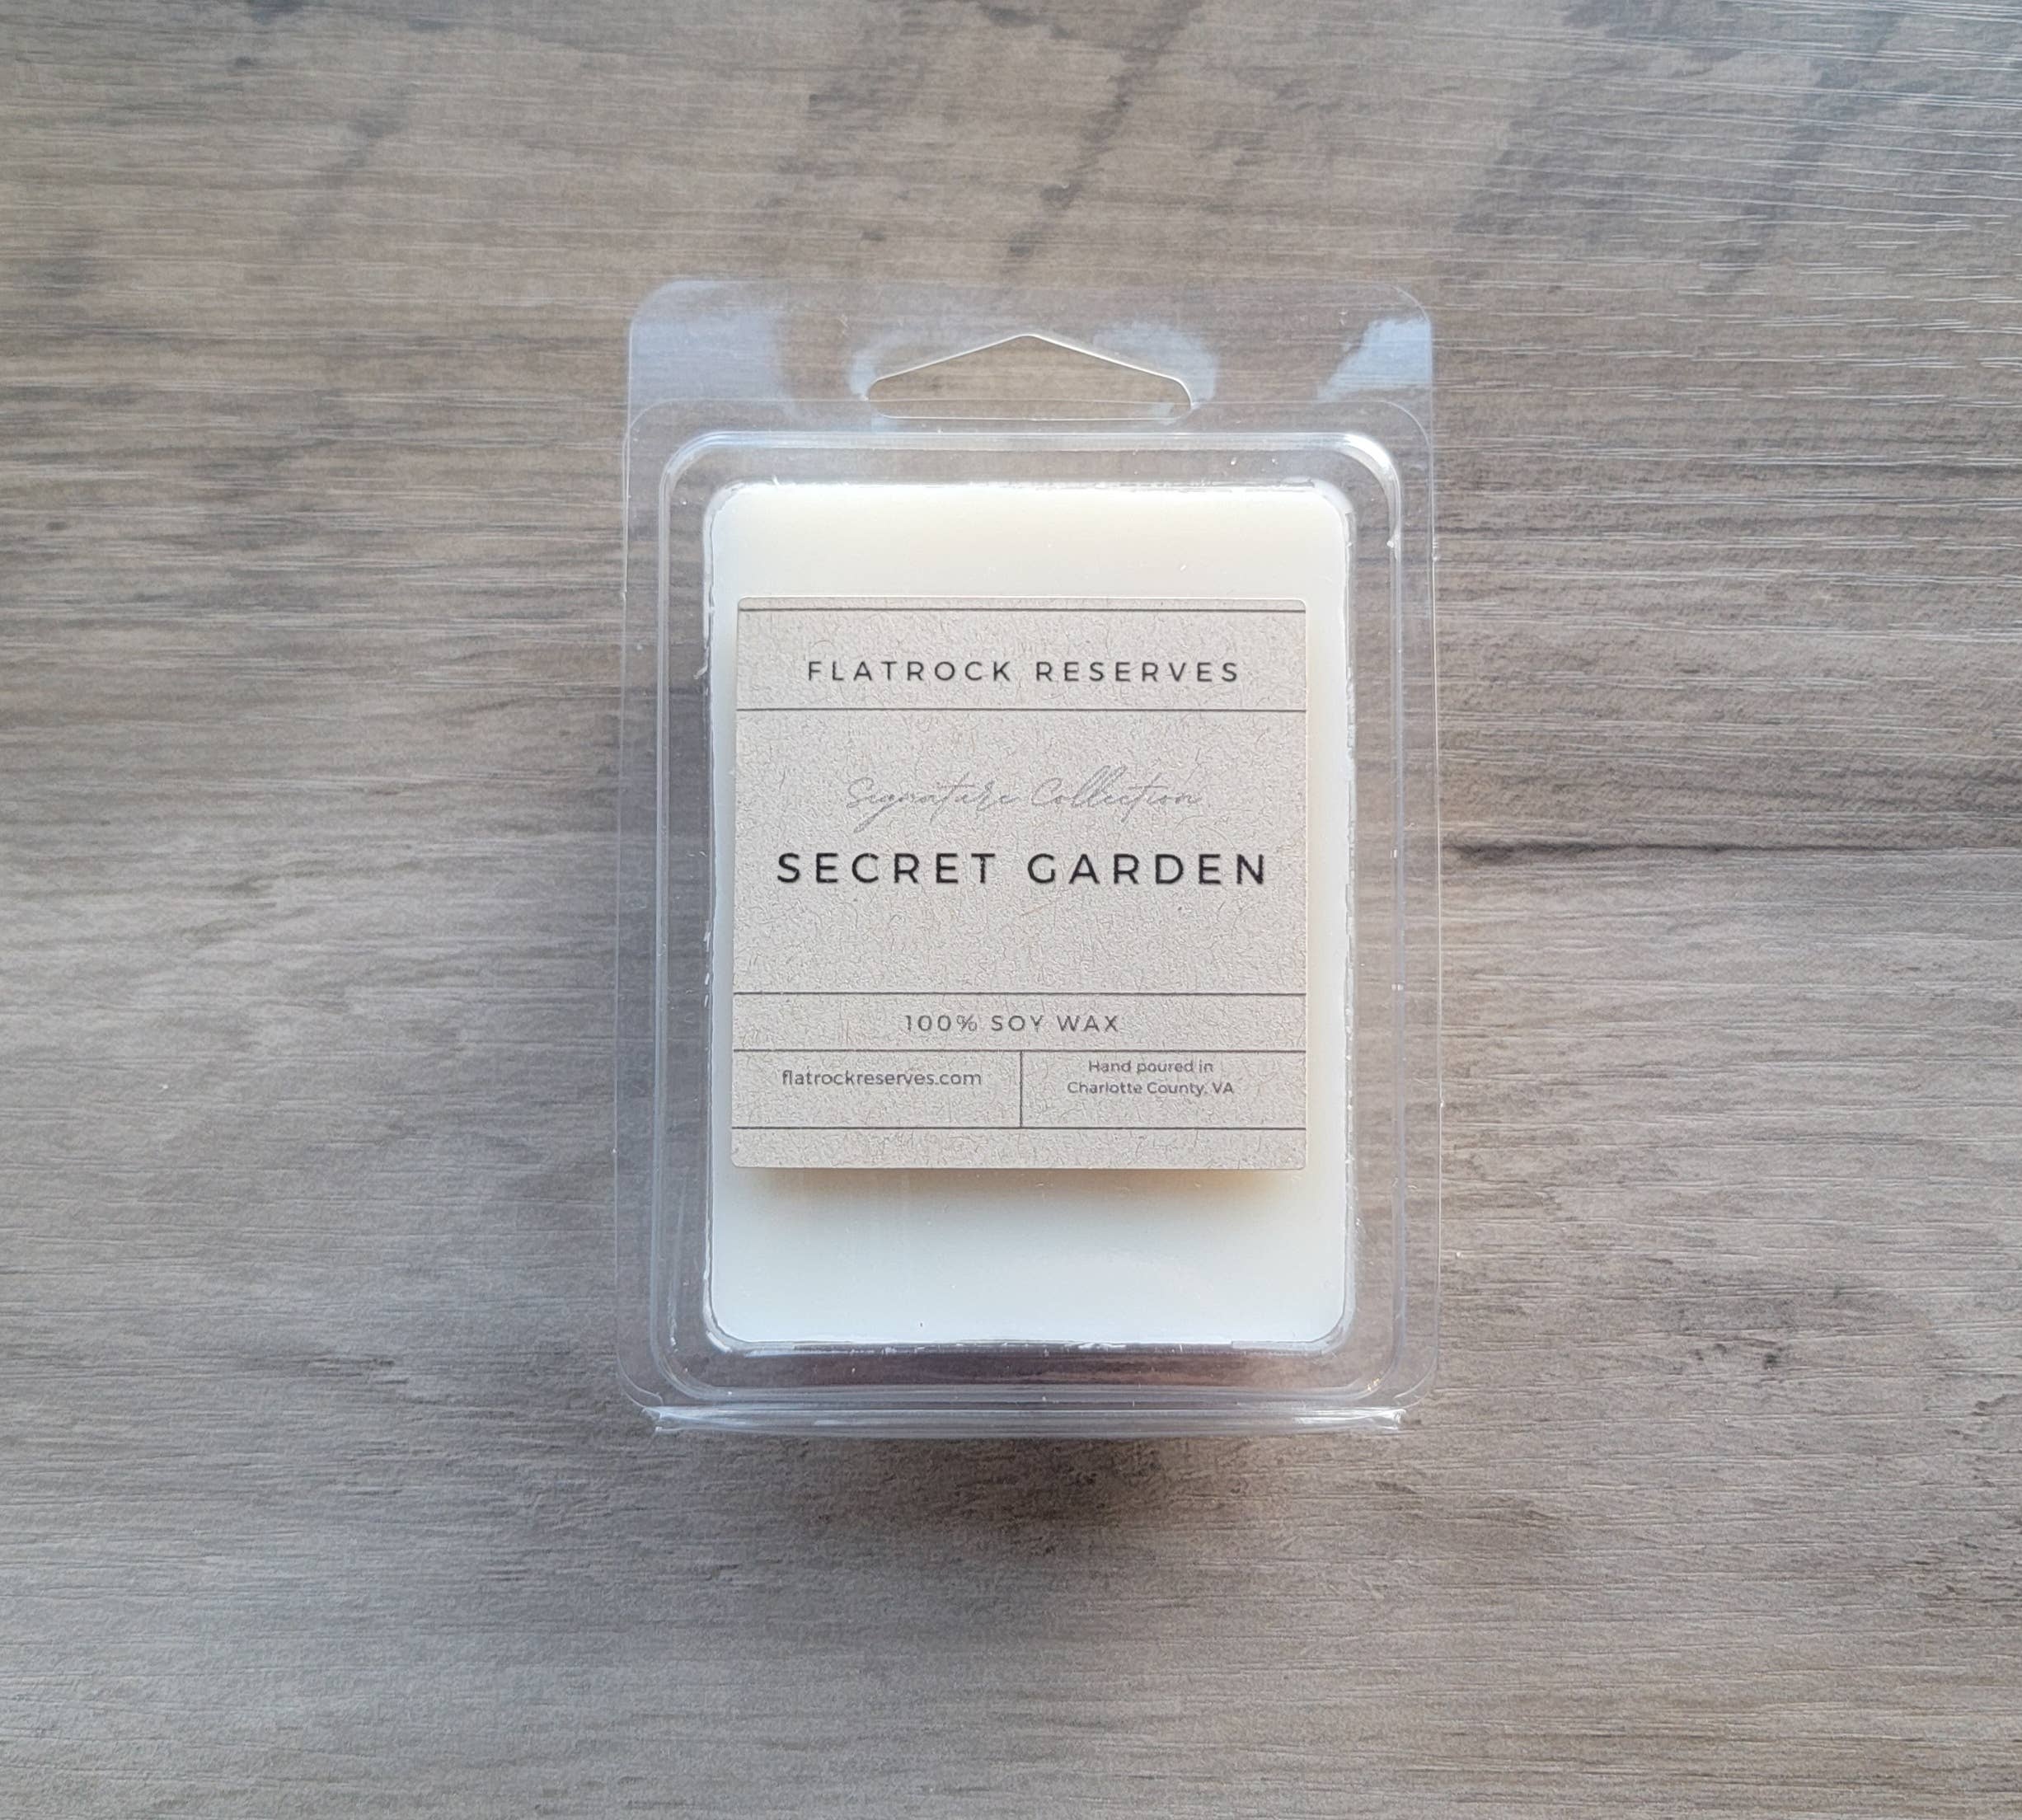 FLATROCK RESERVES
Signature Collection
SECRET GARDEN
100% SOY WAX
flatrockreserves.com
Hand poured in
Charlotte County, VA